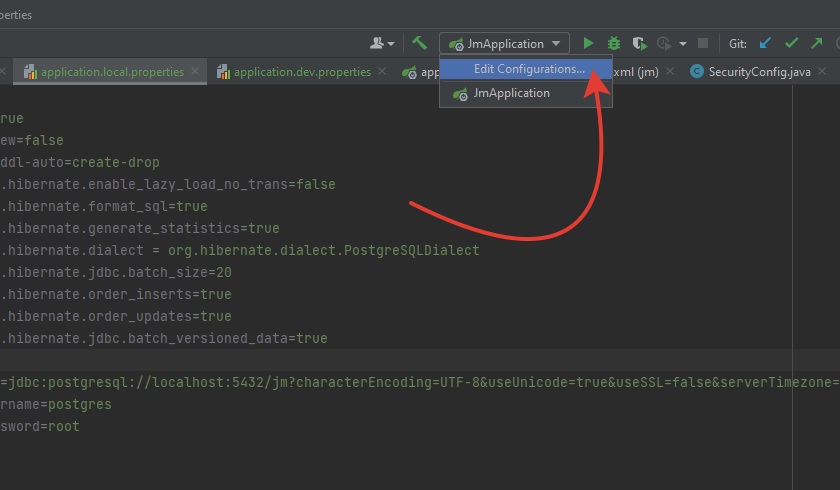 perties
JmApplication
Git:
application.local.properties
application.dev.properties
app
Edit Configurations...
xml (jm)
SecurityConfig.java
JmApplication
rue
ew=false
ddl-auto=create-drop
.hibernate.enable_lazy_load_no_trans=false
.hibernate.format_sql=true
.hibernate.generate_statistics=true
.hibernate.dialect = org.hibernate.dialect.PostgreSQLDialect
.hibernate.jdbc.batch_size=20
.hibernate.order_inserts=true
.hibernate.order_updates=true
.hibernate.jdbc.batch_versioned_data=true
=jdbc:postgresql://localhost:5432/jm?characterEncoding=UTF-8&useUnicode=true&useSSL=false&serverTimezone=
rname=postgres
sword=root